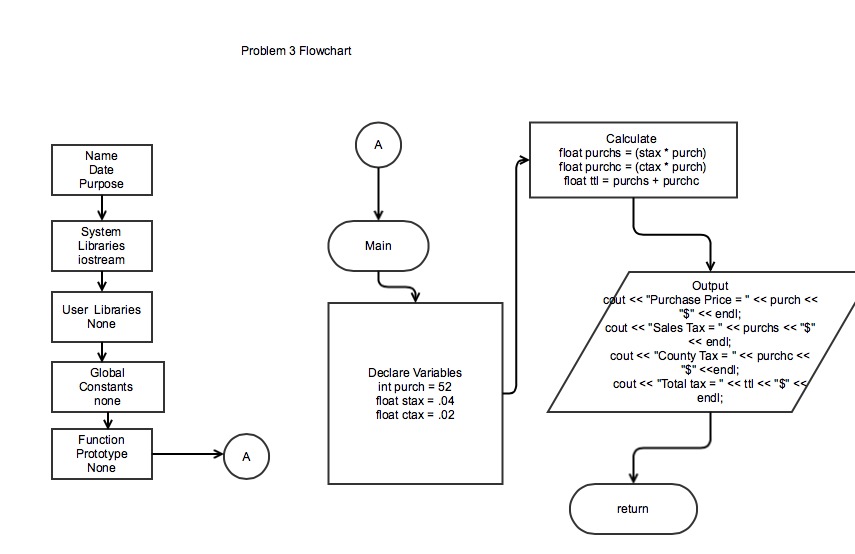 Problem 3 Flowchart
Name
Date
Purpose
System
Libraries
iostream
User Libraries
None
Global
Constants
none
Function
Prototype
None
A
A
Main
Declare Variables
int purch = 52
float stax = .04
float ctax = .02
Calculate
float purchs = (stax * purch)
float purchc = (ctax * purch)
float ttl = purchs + purchc
Output
cout << "Purchase Price = " << purch <<
"$" << endl;
cout << "Sales Tax = " << purchs << "$"
<< endl;
cout << "County Tax = " << purchc <<
"$" <<endl;
cout << "Total tax = " << ttl << "$" <<
endl;
return